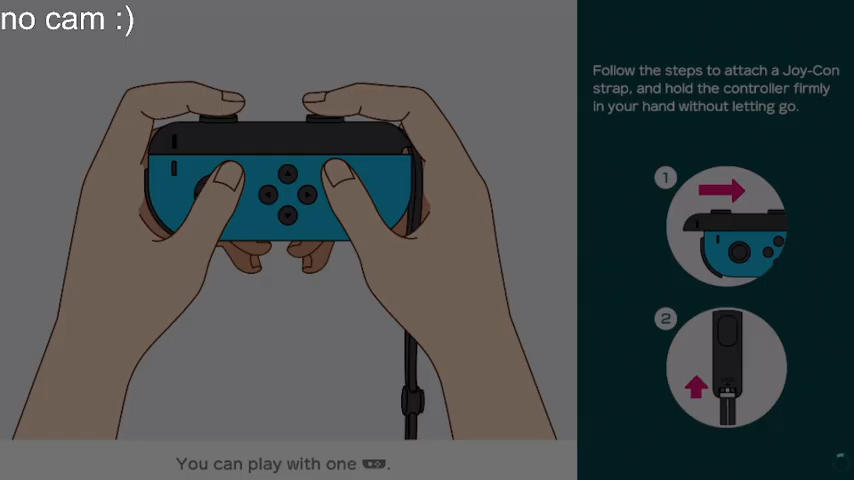 no cam :)
Follow the steps to attach a Joy-Con
strap, and hold the controller firmly
in your hand without letting go.
1
2
You can play with one .